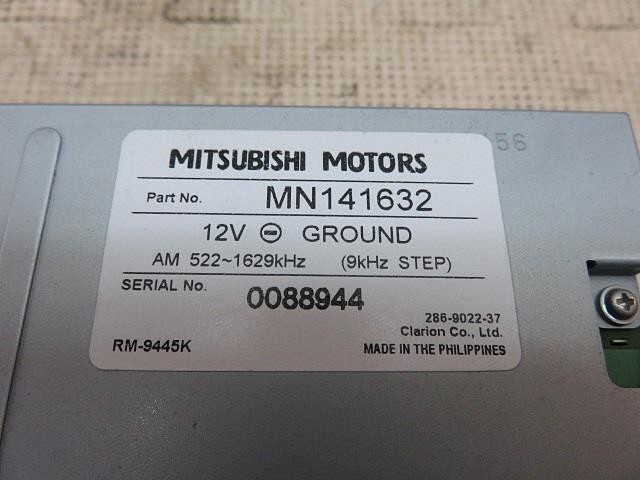 156
MITSUBISHI MOTORS
Part No. MN141632
12V ⊖ GROUND
AM 522~1629kHz (9kHz STEP)
SERIAL No. 0088944
286-9022-37
Clarion Co., Ltd.
RM-9445K MADE IN THE PHILIPPINES